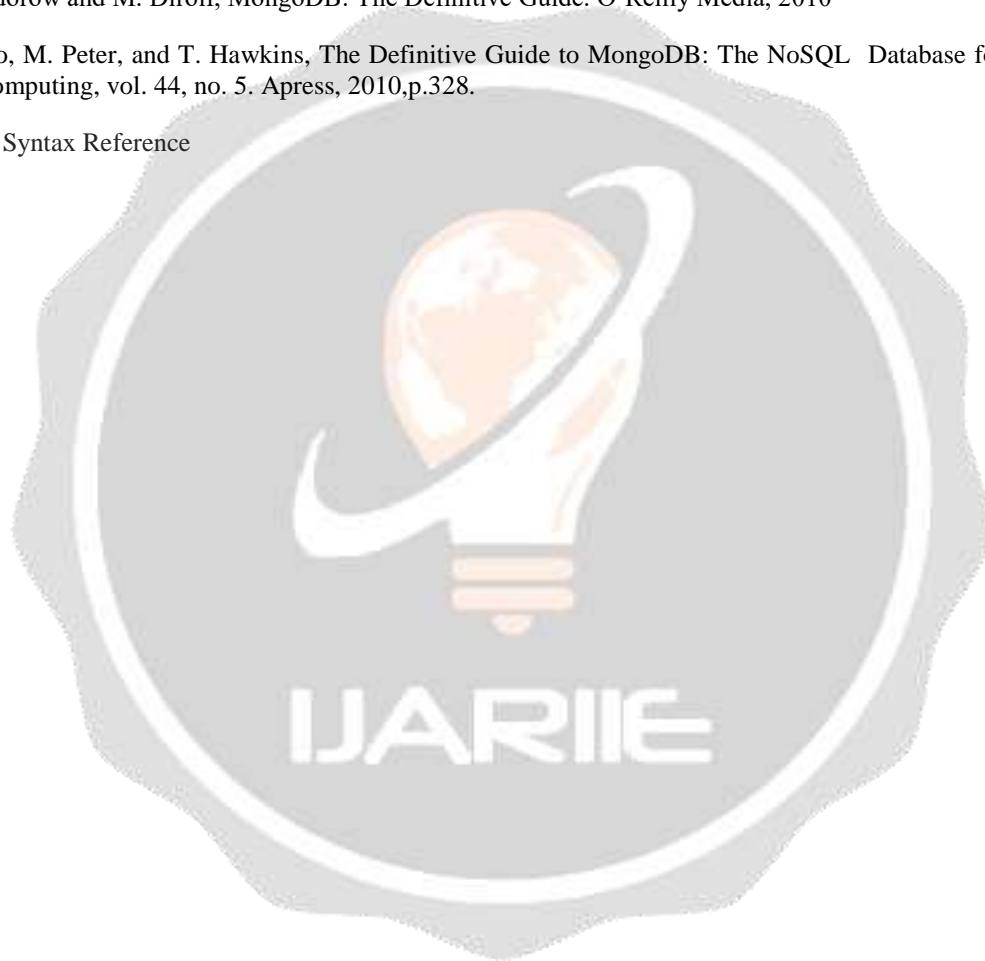 and M. Dirolf, MongoDB: The Definitive Guide. O'Reilly Media, 2010
o, M. Peter, and T. Hawkins, The Definitive Guide to MongoDB: The NoSQL Database fo
omputing, vol. 44, no. 5. Apress, 2010,p.328.
Syntax Reference
IJARIIE